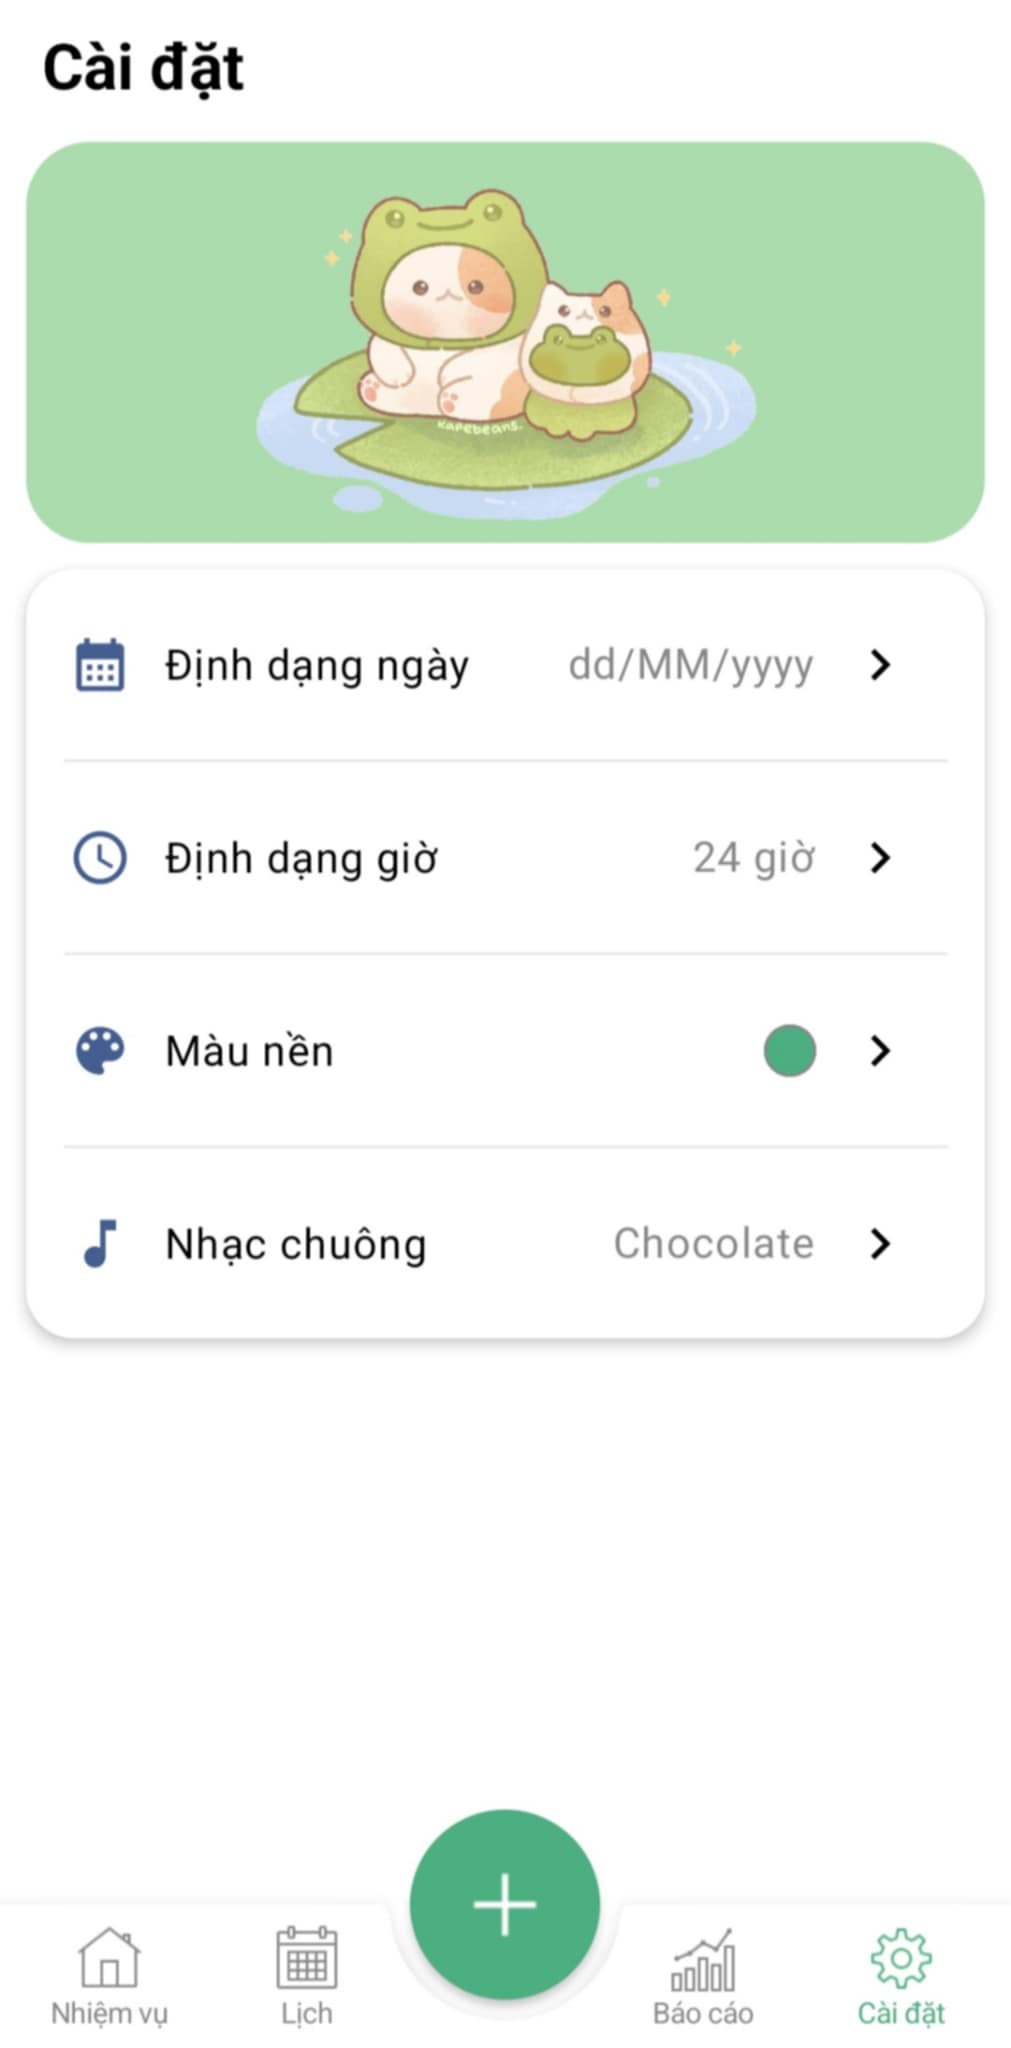 Cài đặt
kapebeans.
Định dạng ngày dd/MM/yyyy
Định dạng giờ 24 giờ
Màu nền
Nhạc chuông Chocolate
Nhiệm vụ Lịch Báo cáo Cài đặt